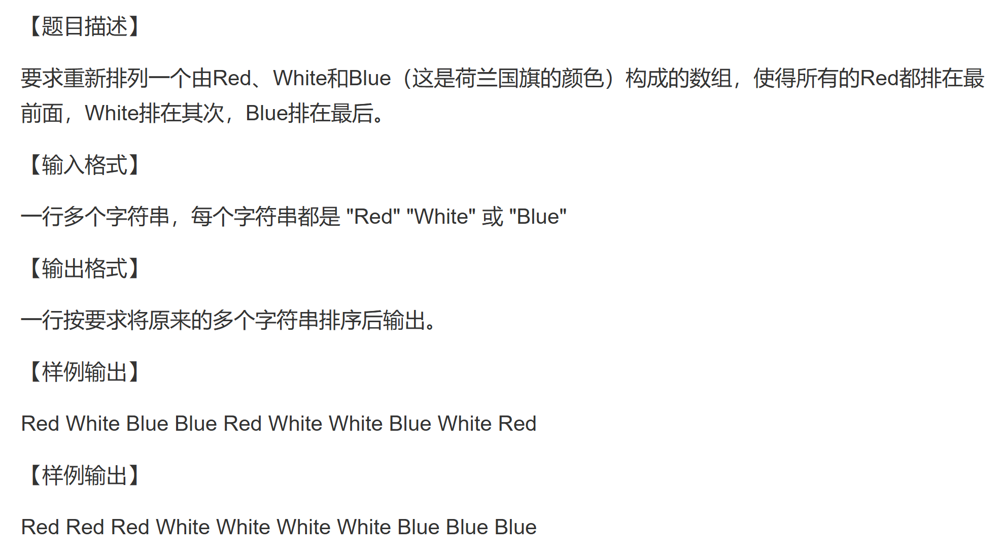 【题目描述】
要求重新排列一个由Red、White和Blue（这是荷兰国旗的颜色）构成的数组，使得所有的Red都排在最
前面，White排在其次，Blue排在最后。
【输入格式】
一行多个字符串，每个字符串都是 "Red" "White" 或 "Blue"
【输出格式】
一行按要求将原来的多个字符串排序后输出。
【样例输出】
Red White Blue Blue Red White White Blue White Red
【样例输出】
Red Red Red White White White White Blue Blue Blue